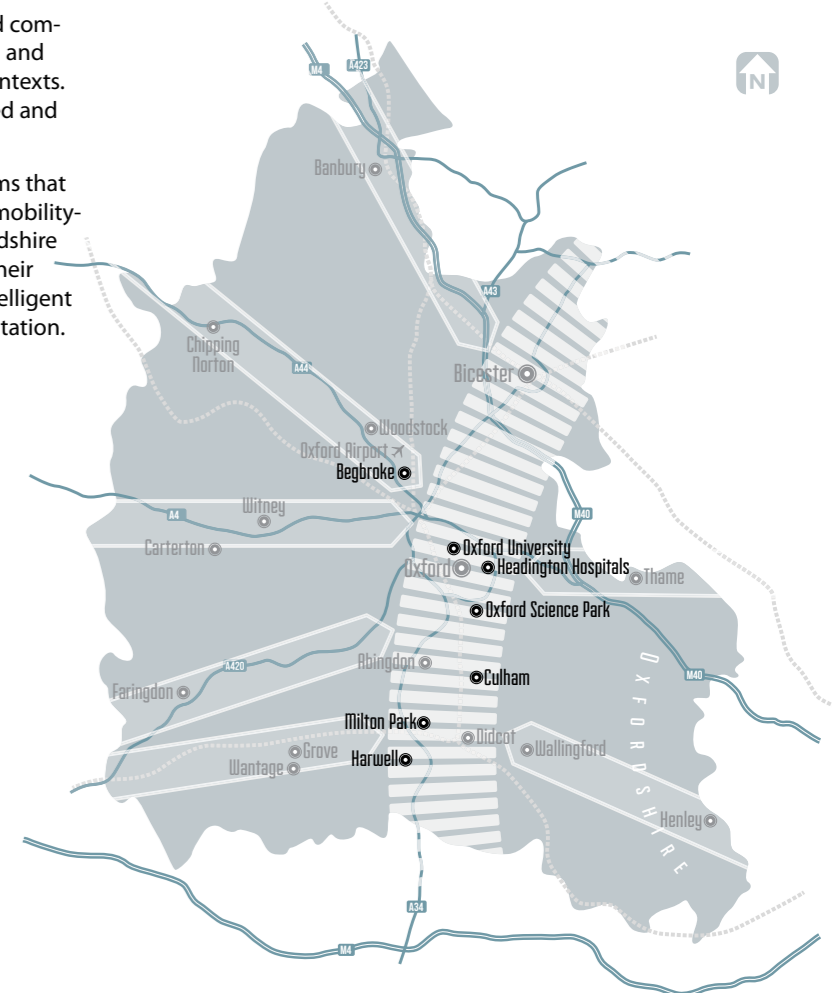 d com-
and
ntexts.
ed and
ms that
mobility-
dshire
heir
elligent
tation.
N
M4
A423
Banbury
A43
Chipping
Norton
A44
Bicester
Woodstock
Oxford Airport
Begbroke
A4
Witney
M40
Carterton
Oxford University
Oxford
Headington Hospitals
Thame
Oxford Science Park
Abingdon
A420
Culham
M40
Faringdon
OXFORDSHIRE
Milton Park
Didcot
Grove
Wallingford
Wantage
Harwell
Henley
A34
M4